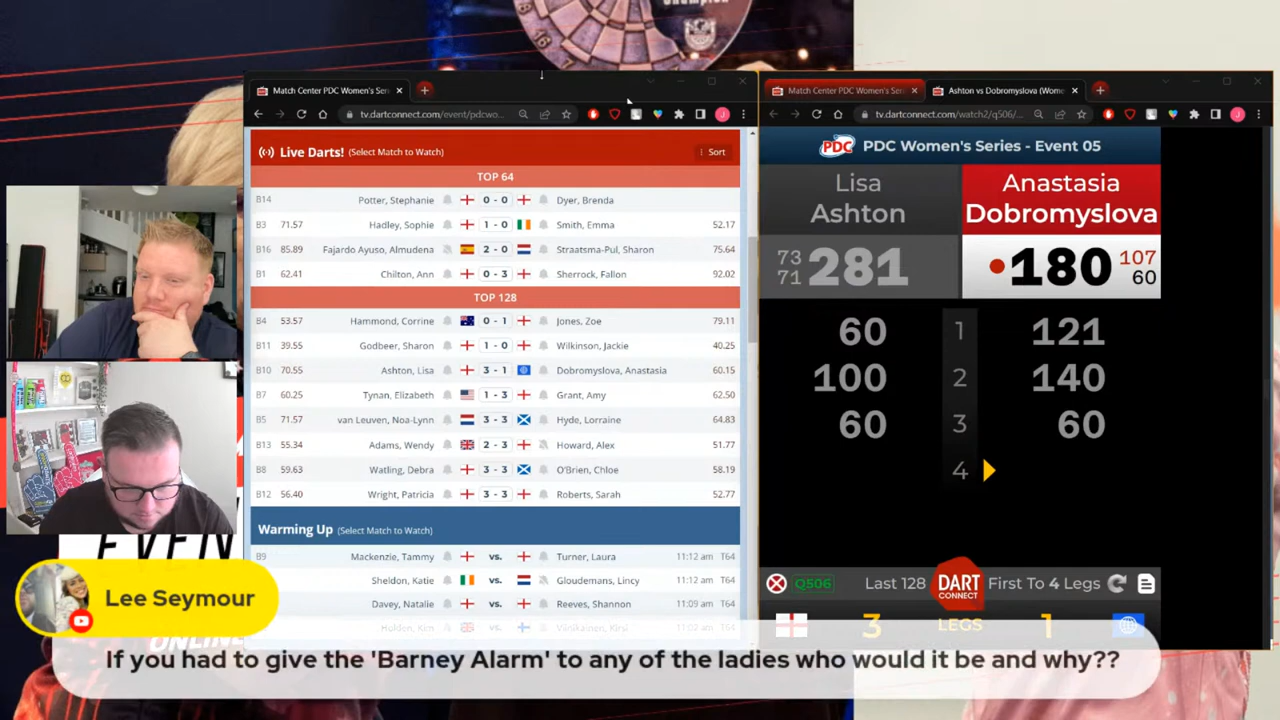 Match Center PDC Women's Seri
tv.dartconnect.com/event/pdcwo...
Live Darts! (Select Match to Watch)
Sort
TOP 64
B14 Potter, Stephanie 0 - 0 Dyer, Brenda
B3 71.57 Hadley, Sophie 1 - 0 Smith, Emma 52.17
B16 85.89 Fajardo Ayuso, Almudena 2 - 0 Straatsma-Pul, Sharon 75.64
B1 62.41 Chilton, Ann 0 - 3 Sherrock, Fallon 92.02
TOP 128
B4 53.57 Hammond, Corrine 0 - 1 Jones, Zoe 79.11
B11 39.55 Godbeer, Sharon 1 - 0 Wilkinson, Jackie 40.25
B10 70.55 Ashton, Lisa 3 - 1 Dobromyslova, Anastasia 60.15
B7 60.25 Tynan, Elizabeth 1 - 3 Grant, Amy 62.50
B5 71.57 van Leuven, Noa-Lynn 3 - 3 Hyde, Lorraine 64.83
B13 55.34 Adams, Wendy 2 - 3 Howard, Alex 51.77
B8 59.63 Watling, Debra 3 - 3 O'Brien, Chloe 58.19
B12 56.40 Wright, Patricia 3 - 3 Roberts, Sarah 52.77
Warming Up (Select Match to Watch)
B9 Mackenzie, Tammy vs. Turner, Laura 11:12 am T64
Sheldon, Katie vs. Gloudemans, Lincy 11:12 am T64
Davey, Natalie vs. Reeves, Shannon 11:09 am T64
Holden, Kim vs. Viinikainen, Kirsi 11:02 am T64
Match Center PDC Women's Seri
Ashton vs Dobromyslova (Wome
tv.dartconnect.com/watch2/q506/...
PDC PDC Women's Series - Event 05
Lisa
Ashton
Anastasia
Dobromyslova
73
71
281
180
107
60
60 1 121
100 2 140
60 3 60
4
Q506 Last 128 DART CONNECT First To 4 Legs
3 LEGS 1
EVEN
ONLINE
Lee Seymour
If you had to give the 'Barney Alarm' to any of the ladies who would it be and why??